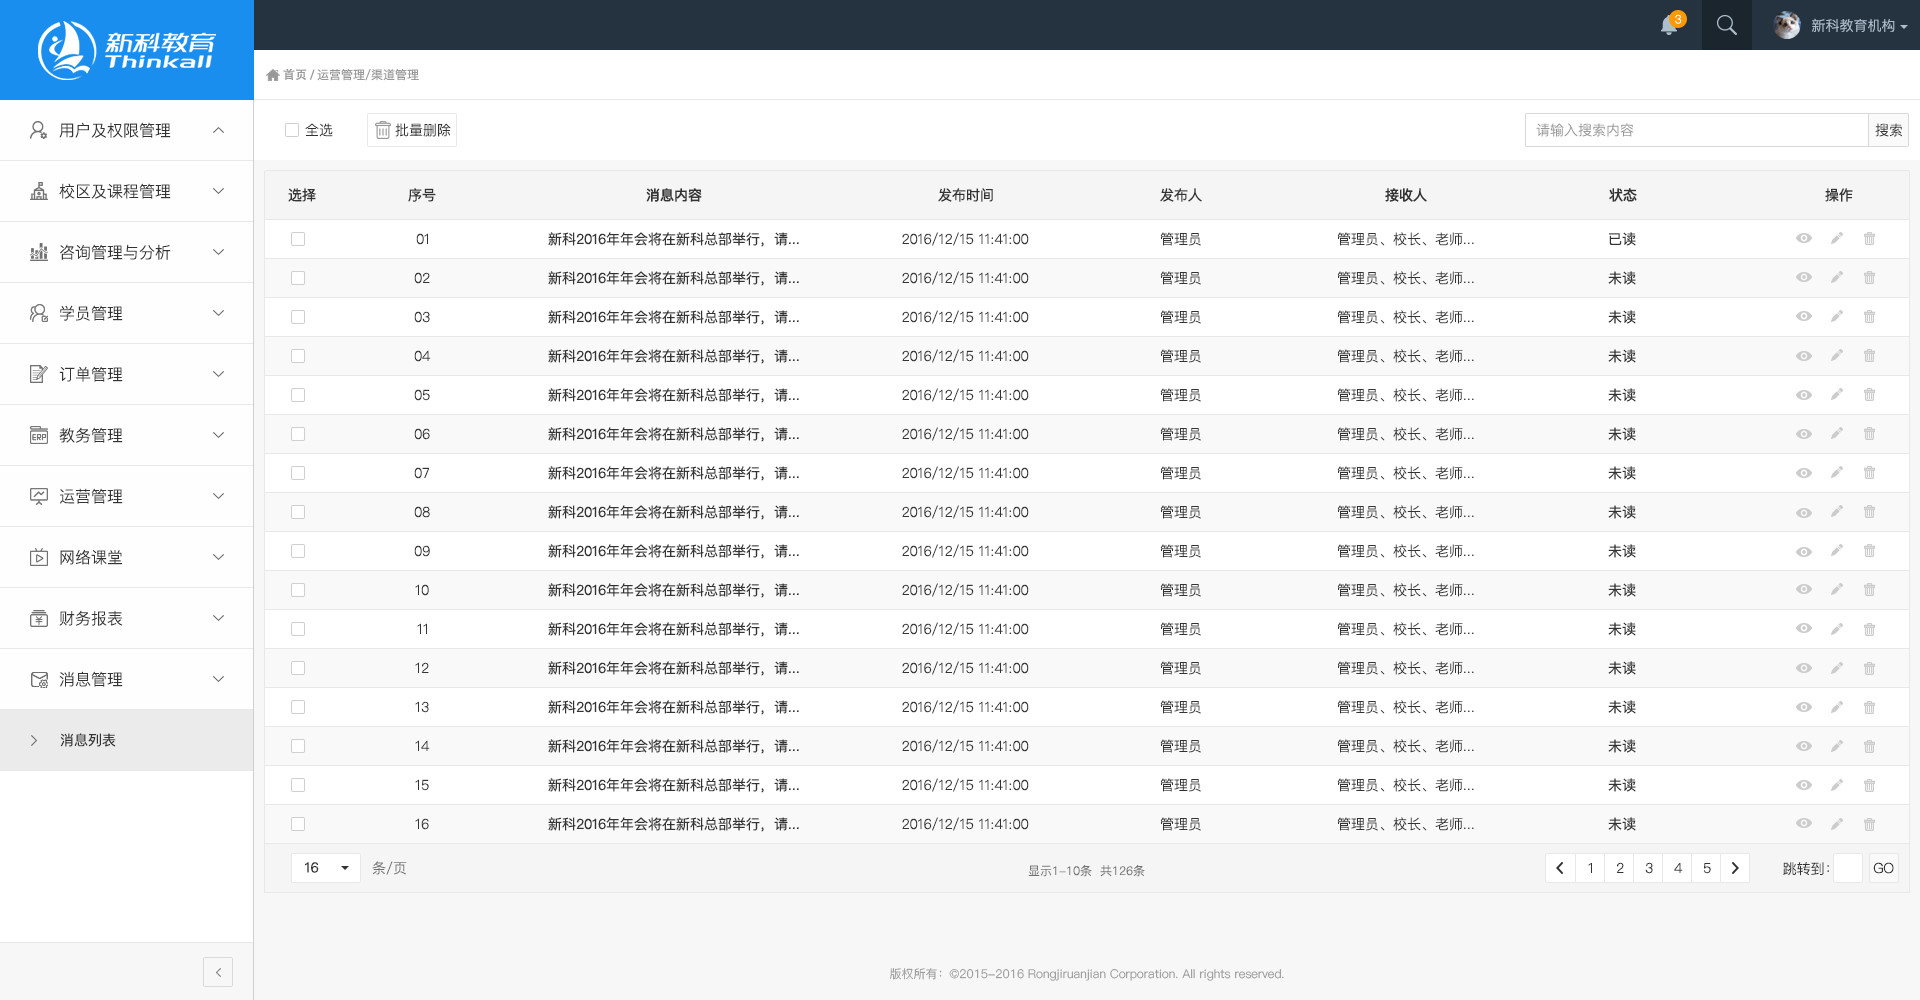 新科教育
Thinkall
3
新科教育机构
首页 / 运营管理/渠道管理
用户及权限管理
校区及课程管理
咨询管理与分析
学员管理
订单管理
ERP
教务管理
运营管理
网络课堂
财务报表
消息管理
消息列表
全选
批量删除
请输入搜索内容
搜索
选择 序号 消息内容 发布时间 发布人 接收人 状态 操作
01 新科2016年年会将在新科总部举行，请... 2016/12/15 11:41:00 管理员 管理员、校长、老师... 已读
02 新科2016年年会将在新科总部举行，请... 2016/12/15 11:41:00 管理员 管理员、校长、老师... 未读
03 新科2016年年会将在新科总部举行，请... 2016/12/15 11:41:00 管理员 管理员、校长、老师... 未读
04 新科2016年年会将在新科总部举行，请... 2016/12/15 11:41:00 管理员 管理员、校长、老师... 未读
05 新科2016年年会将在新科总部举行，请... 2016/12/15 11:41:00 管理员 管理员、校长、老师... 未读
06 新科2016年年会将在新科总部举行，请... 2016/12/15 11:41:00 管理员 管理员、校长、老师... 未读
07 新科2016年年会将在新科总部举行，请... 2016/12/15 11:41:00 管理员 管理员、校长、老师... 未读
08 新科2016年年会将在新科总部举行，请... 2016/12/15 11:41:00 管理员 管理员、校长、老师... 未读
09 新科2016年年会将在新科总部举行，请... 2016/12/15 11:41:00 管理员 管理员、校长、老师... 未读
10 新科2016年年会将在新科总部举行，请... 2016/12/15 11:41:00 管理员 管理员、校长、老师... 未读
11 新科2016年年会将在新科总部举行，请... 2016/12/15 11:41:00 管理员 管理员、校长、老师... 未读
12 新科2016年年会将在新科总部举行，请... 2016/12/15 11:41:00 管理员 管理员、校长、老师... 未读
13 新科2016年年会将在新科总部举行，请... 2016/12/15 11:41:00 管理员 管理员、校长、老师... 未读
14 新科2016年年会将在新科总部举行，请... 2016/12/15 11:41:00 管理员 管理员、校长、老师... 未读
15 新科2016年年会将在新科总部举行，请... 2016/12/15 11:41:00 管理员 管理员、校长、老师... 未读
16 新科2016年年会将在新科总部举行，请... 2016/12/15 11:41:00 管理员 管理员、校长、老师... 未读
16 条/页 显示1-10条 共126条 1 2 3 4 5 跳转到: GO
版权所有：©2015-2016 Rongjiruanjian Corporation. All rights reserved.